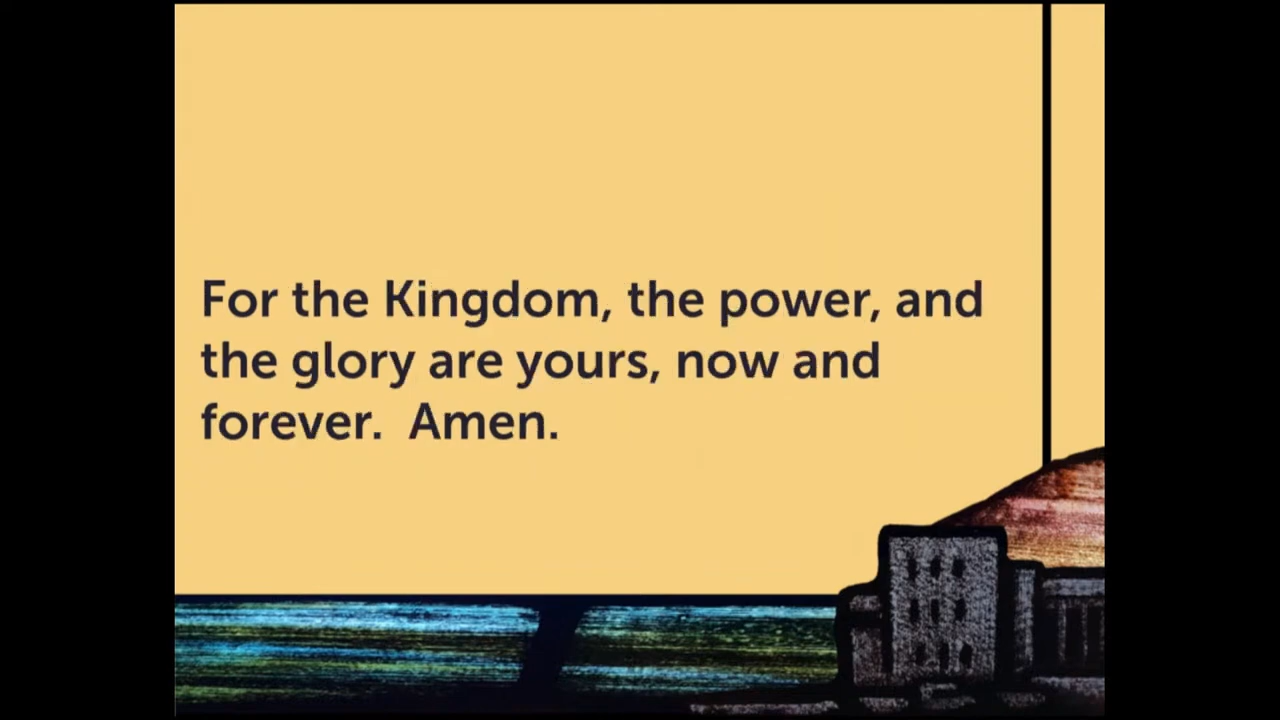 For the Kingdom, the power, and
the glory are yours, now and
forever.  Amen.